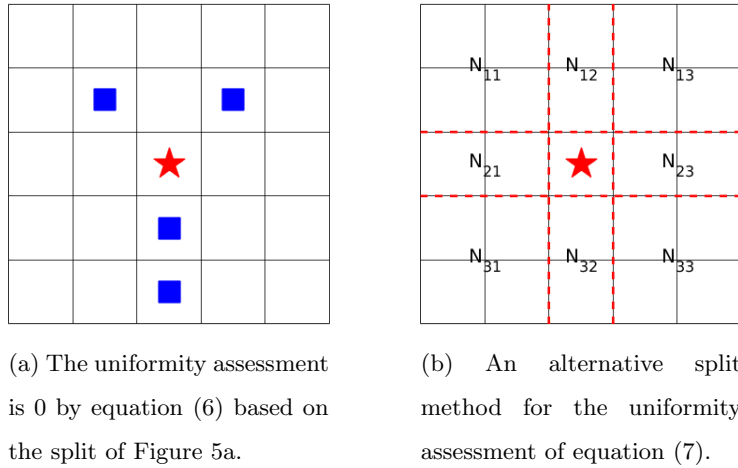 N11 N12 N13
N21 N23
N31 N32 N33
(a) The uniformity assessment
is 0 by equation (6) based on
the split of Figure 5a.
(b) An alternative split
method for the uniformity
assessment of equation (7).